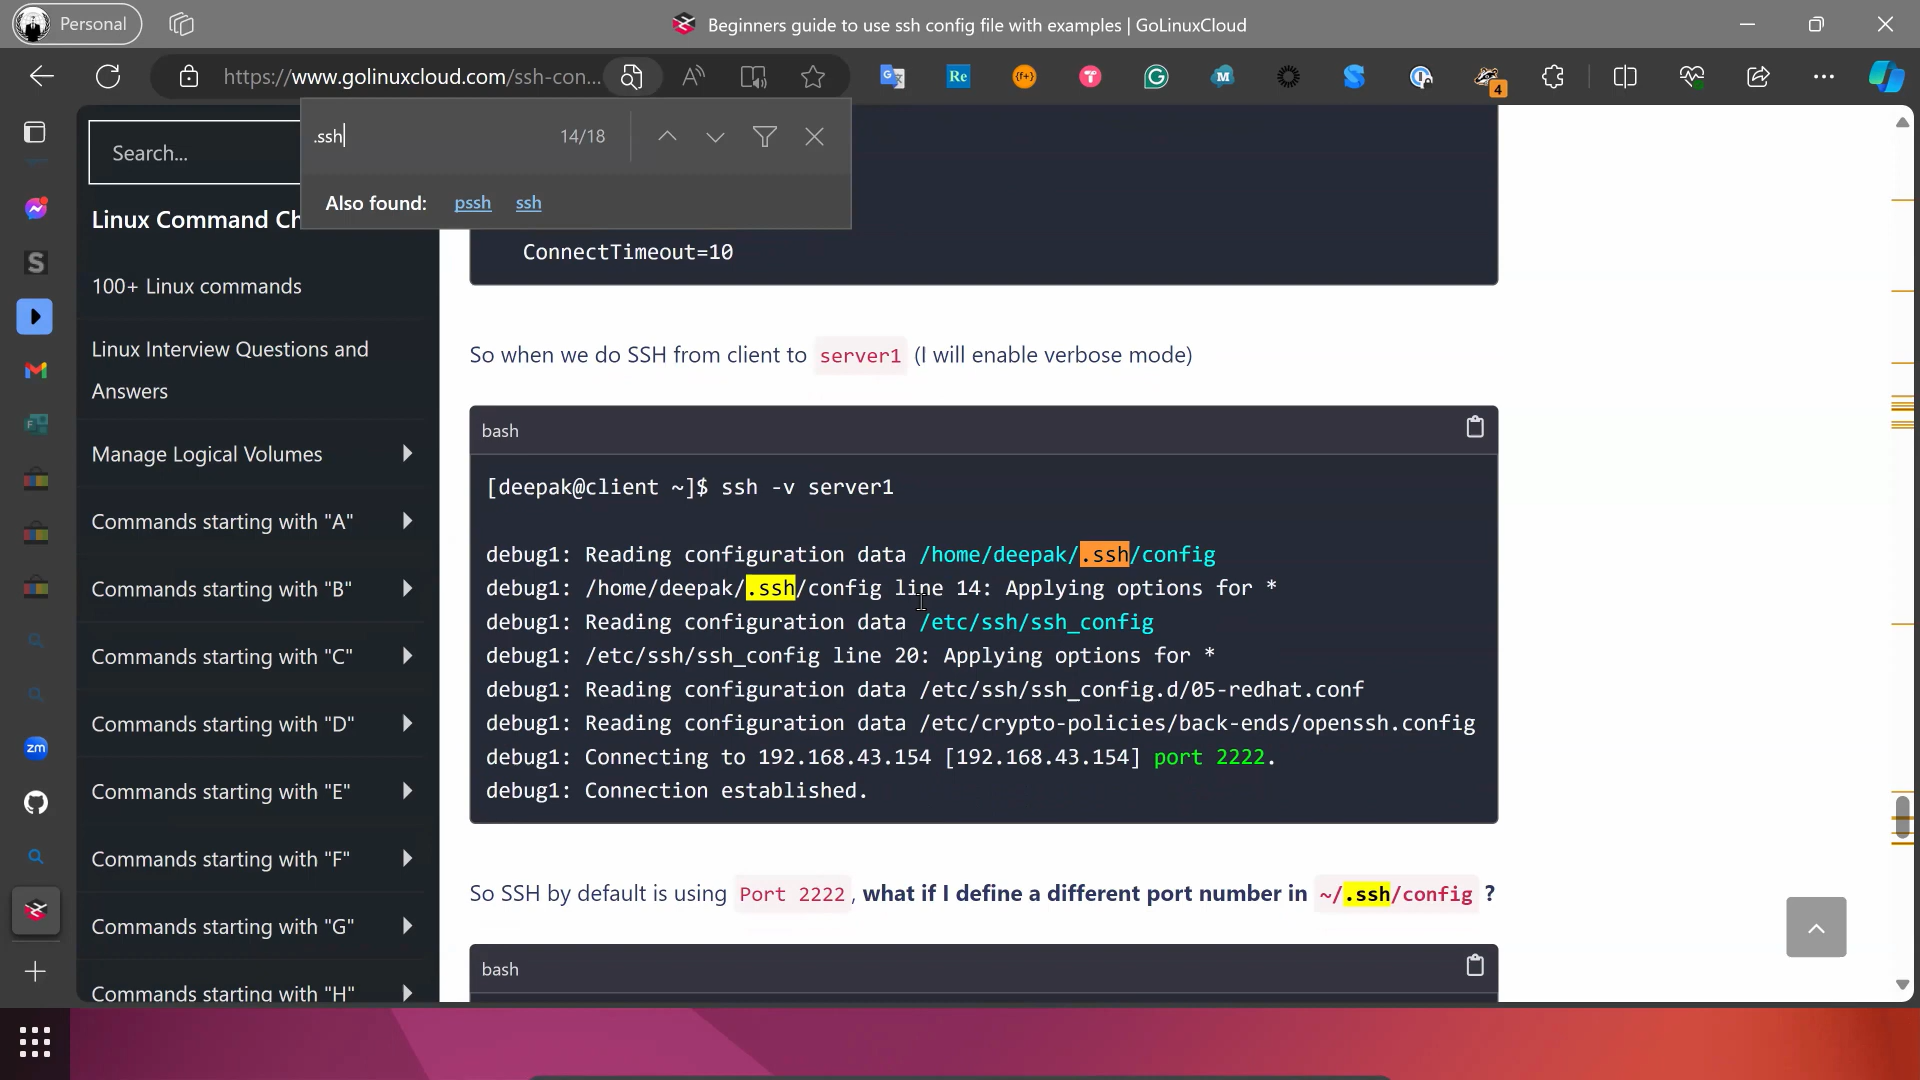 Personal
Beginners guide to use ssh config file with examples | GoLinuxCloud
https://www.golinuxcloud.com/ssh-con...
Re
{f+}
T
M
4
.ssh
14/18
Also found: pssh ssh
Search...
Linux Command Ch
100+ Linux commands
Linux Interview Questions and
Answers
Manage Logical Volumes
Commands starting with "A"
Commands starting with "B"
Commands starting with "C"
Commands starting with "D"
Commands starting with "E"
Commands starting with "F"
Commands starting with "G"
Commands starting with "H"
S
zm
ConnectTimeout=10
So when we do SSH from client to server1 (I will enable verbose mode)
bash
[deepak@client ~]$ ssh -v server1
debug1: Reading configuration data /home/deepak/.ssh/config
debug1: /home/deepak/.ssh/config line 14: Applying options for *
debug1: Reading configuration data /etc/ssh/ssh_config
debug1: /etc/ssh/ssh_config line 20: Applying options for *
debug1: Reading configuration data /etc/ssh/ssh_config.d/05-redhat.conf
debug1: Reading configuration data /etc/crypto-policies/back-ends/openssh.config
debug1: Connecting to 192.168.43.154 [192.168.43.154] port 2222.
debug1: Connection established.
So SSH by default is using Port 2222, what if I define a different port number in ~/.ssh/config ?
bash